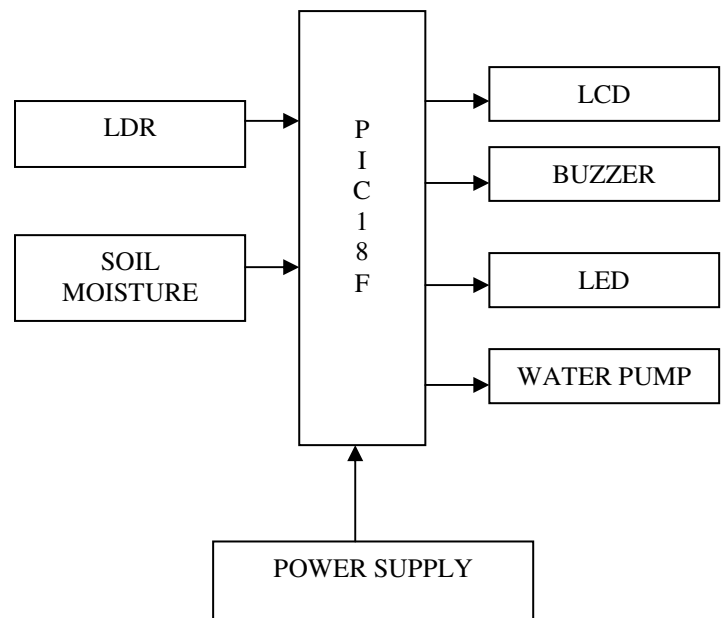 LDR
SOIL
MOISTURE
P
I
C
1
8
F
LCD
BUZZER
LED
WATER PUMP
POWER SUPPLY